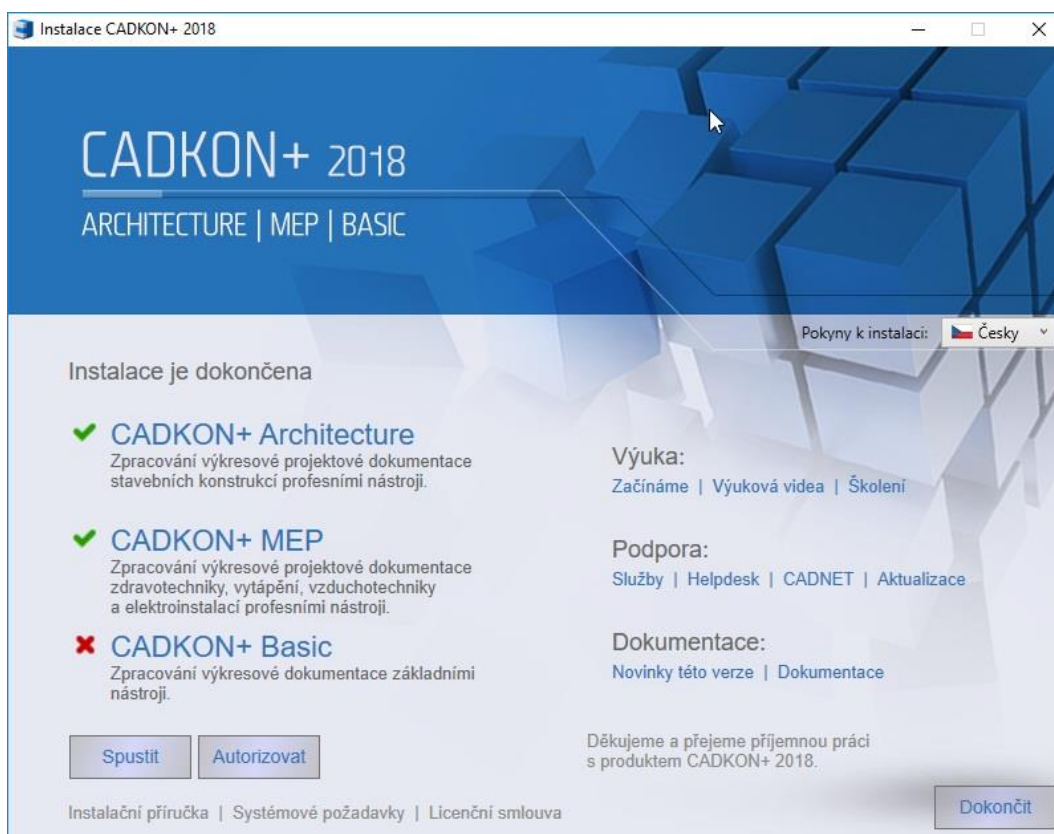 Instalace CADKON+ 2018
CADKON+ 2018
ARCHITECTURE | MEP | BASIC
Pokyny k instalaci: Česky
Instalace je dokončena
CADKON+ Architecture
Zpracování výkresové projektové dokumentace
stavebních konstrukcí profesními nástroji.
CADKON+ MEP
Zpracování výkresové projektové dokumentace
zdravotechniky, vytápění, vzduchotechniky
a elektroinstalací profesními nástroji.
CADKON+ Basic
Zpracování výkresové dokumentace základními
nástroji.
Výuka:
Začínáme | Výuková videa | Školení
Podpora:
Služby | Helpdesk | CADNET | Aktualizace
Dokumentace:
Novinky této verze | Dokumentace
Spustit Autorizovat
Děkujeme a přejeme příjemnou práci
s produktem CADKON+ 2018.
Instalační příručka | Systémové požadavky | Licenční smlouva
Dokončit